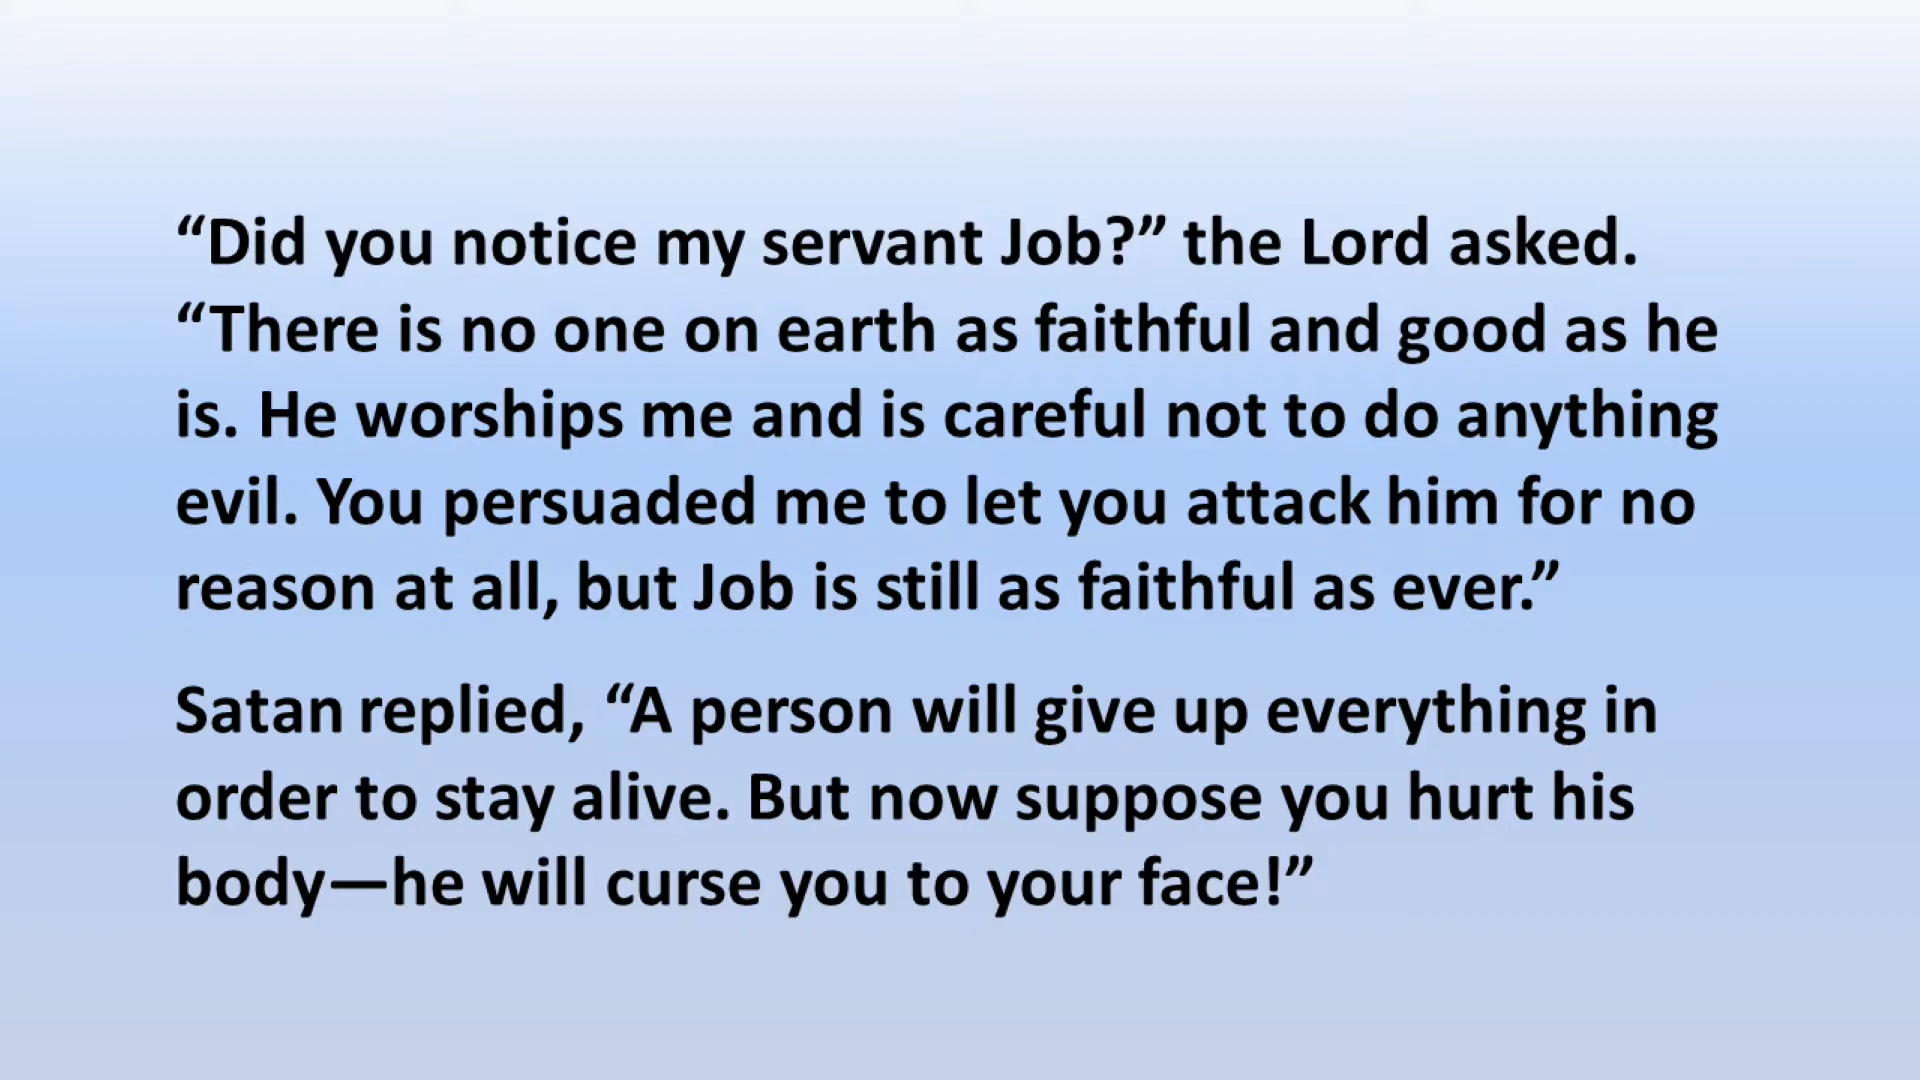 “Did you notice my servant Job?” the Lord asked.
“There is no one on earth as faithful and good as he
is. He worships me and is careful not to do anything
evil. You persuaded me to let you attack him for no
reason at all, but Job is still as faithful as ever.”
Satan replied, “A person will give up everything in
order to stay alive. But now suppose you hurt his
body—he will curse you to your face!”